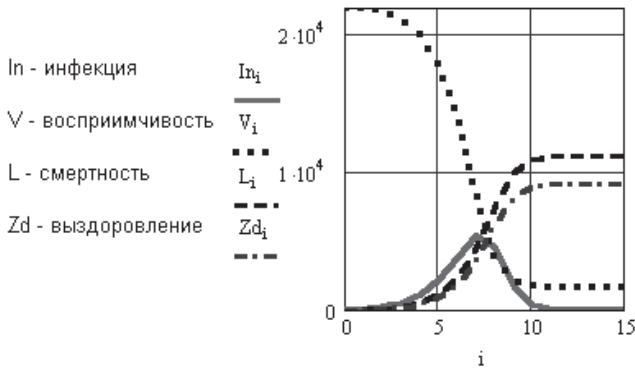 In - инфекция
V - восприимчивость
L - смертность
Zd - выздоровление
In_i
V_i
L_i
Zd_i
2·10^4
1·10^4
0
0 5 10 15
i